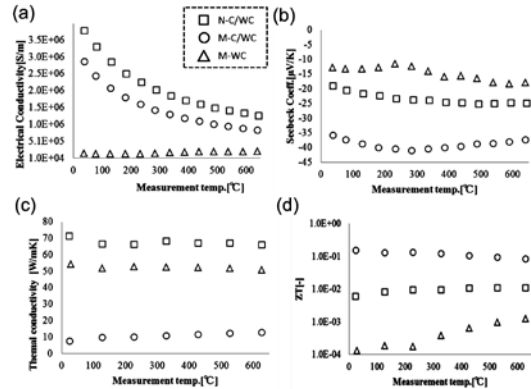 (a)
N-C/WC
M-C/WC
M-WC
Electrical Conductivity[S/m]
3.5E+06
3.0E+06
2.5E+06
2.0E+06
1.5E+06
1.0E+06
5.1E+05
1.0E+04
0 100 200 300 400 500 600
Measurement temp.[℃]
(b)
Seebeck Coeff.[μV/K]
0
-5
-10
-15
-20
-25
-30
-35
-40
-45
0 100 200 300 400 500 600
Measurement temp.[℃]
(c)
Themal conductivity [W/mK]
80
70
60
50
40
30
20
10
0
0 100 200 300 400 500 600
Measurement temp.[℃]
(d)
ZT[-]
1.0E+00
1.0E-01
1.0E-02
1.0E-03
1.0E-04
0 100 200 300 400 500 600
Measurement temp.[℃]